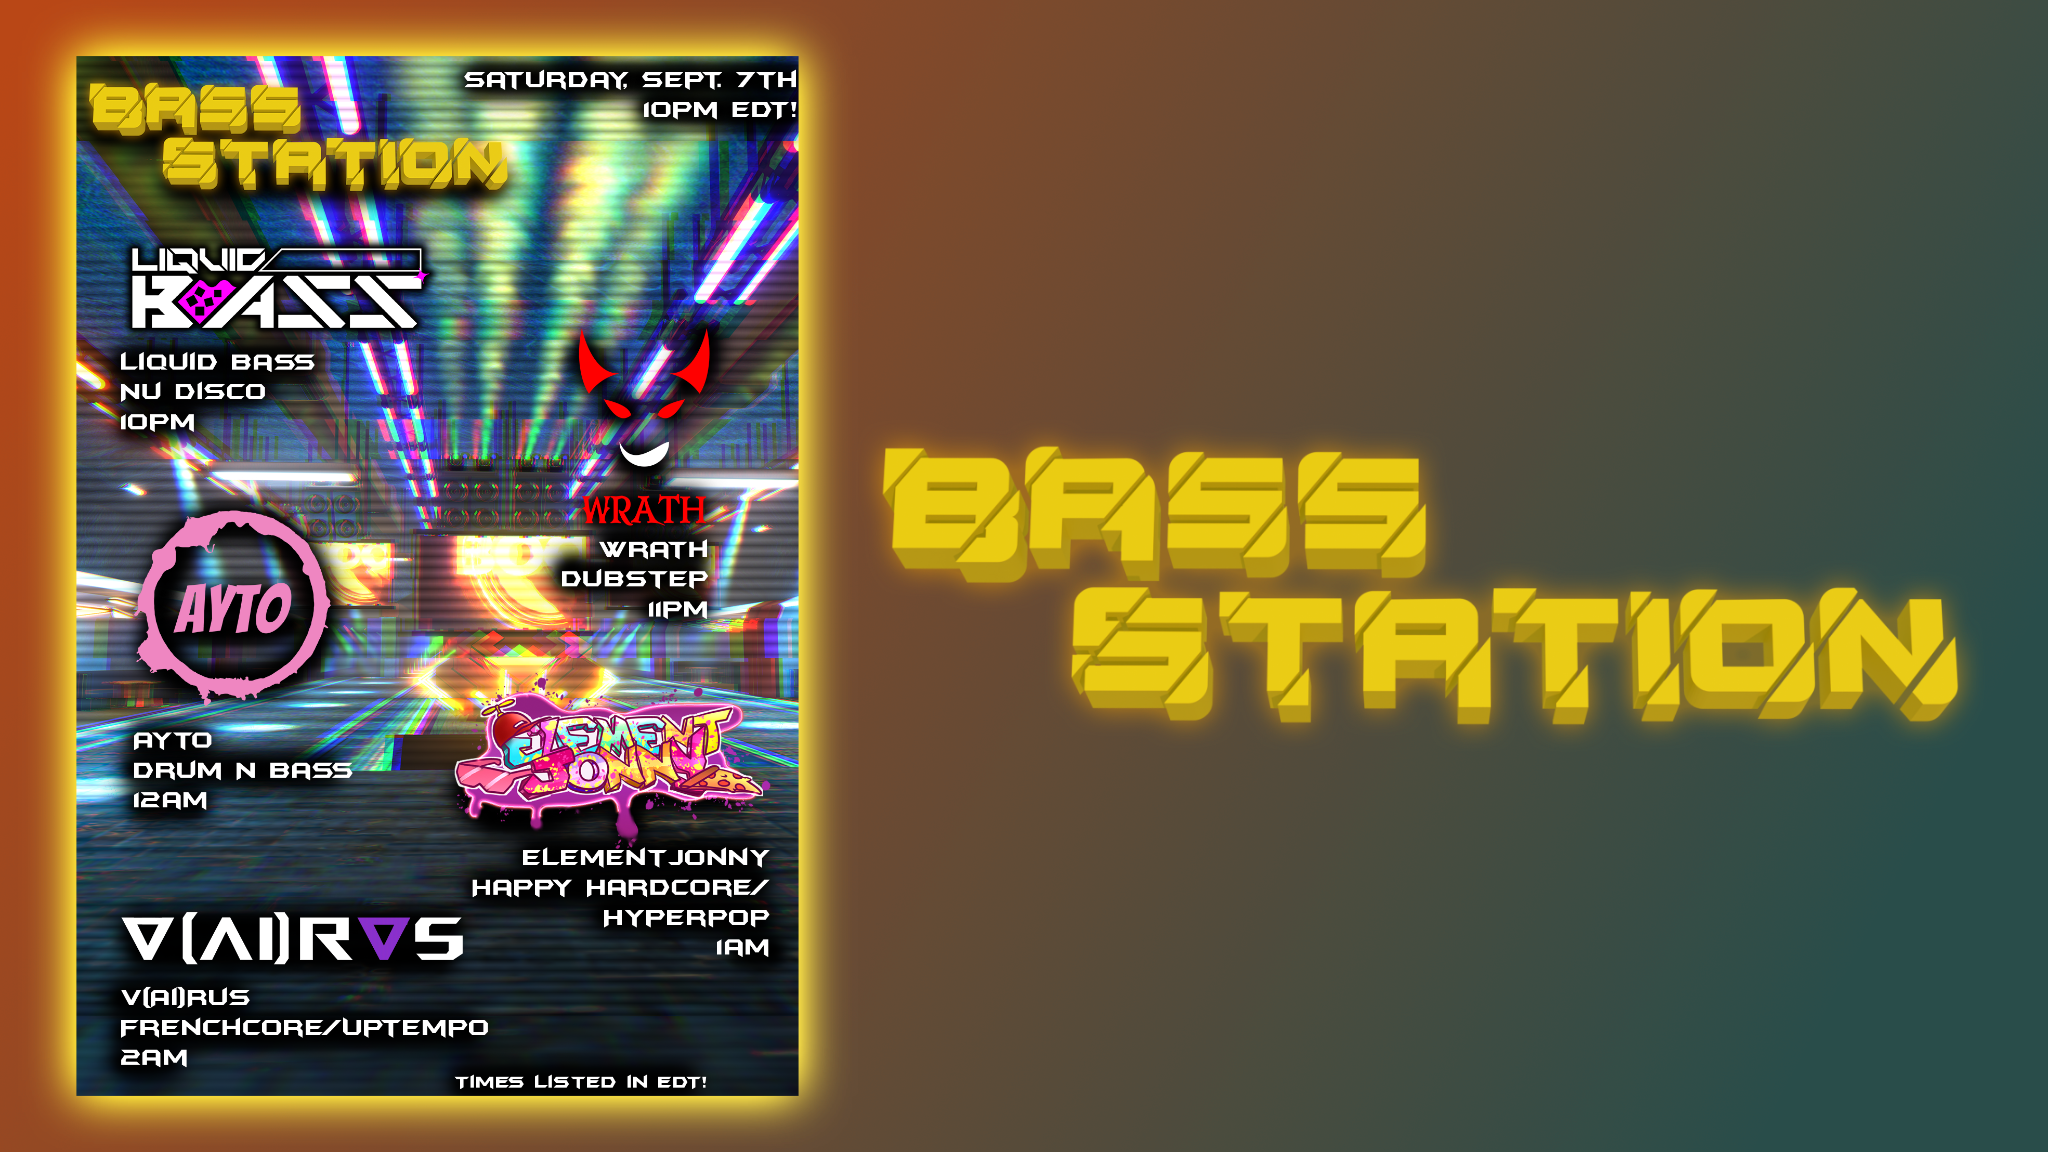 BASS
STATION
SATURDAY, SEPT. 7TH
10PM EDT!
LIQUID
BASS
LIQUID BASS
NU DISCO
10PM
WRATH
WRATH
DUBSTEP
11PM
AYTO
AYTO
DRUM N BASS
12AM
ELEMENT
JONNY
ELEMENTJONNY
HAPPY HARDCORE/
HYPERPOP
1AM
V(AI)RUS
V(AI)RUS
FRENCHCORE/UPTEMPO
2AM
TIMES LISTED IN EDT!
BASS
STATION